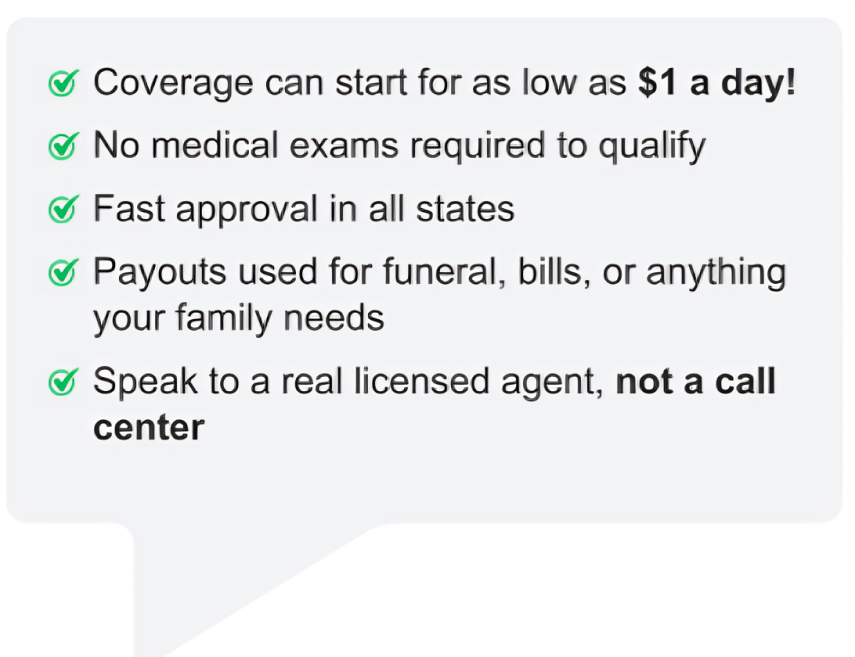 Coverage can start for as low as $1 a day!
No medical exams required to qualify
Fast approval in all states
Payouts used for funeral, bills, or anything
your family needs
Speak to a real licensed agent, not a call
center